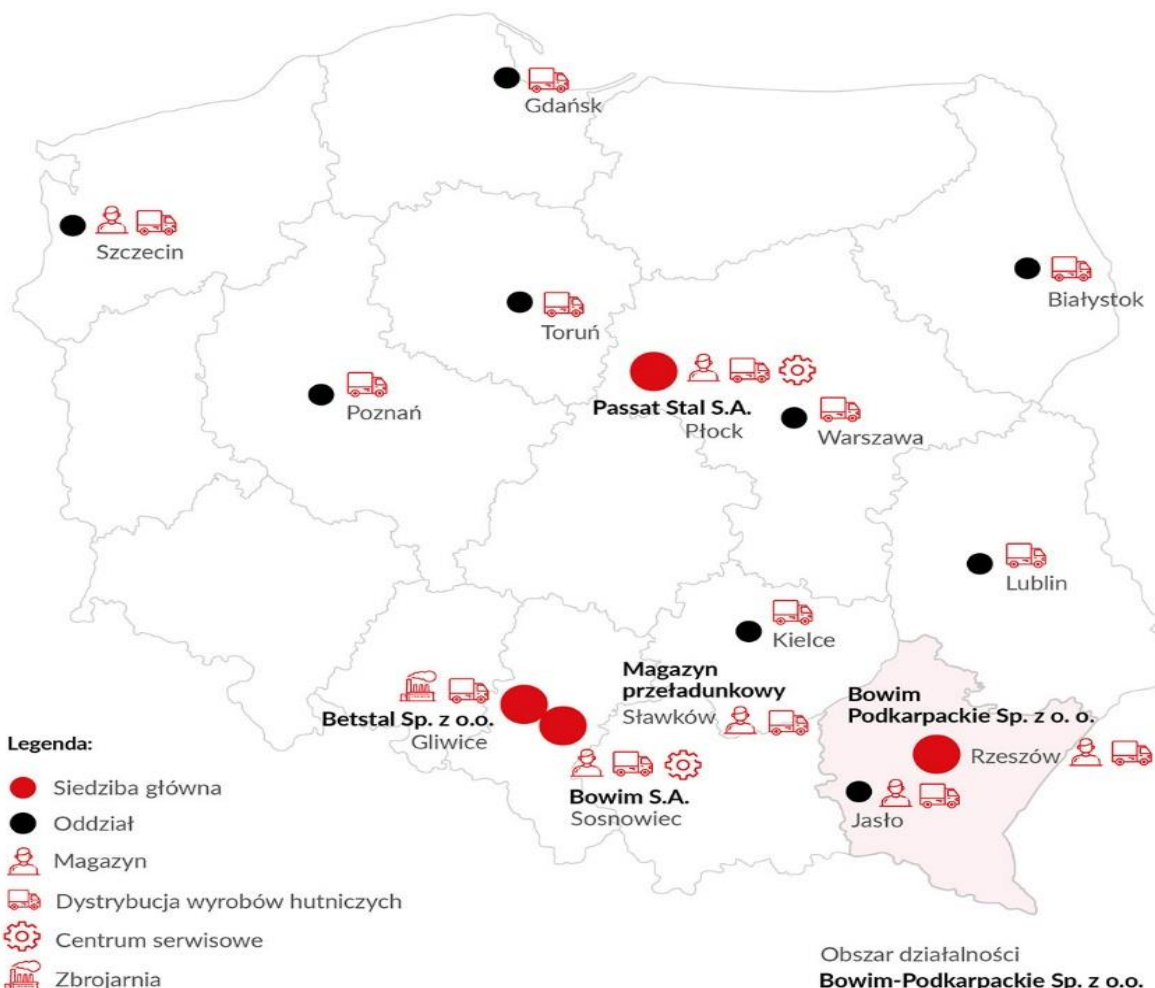 Gdańsk
Szczecin
Białystok
Toruń
Poznań
Passat Stal S.A.
Płock
Warszawa
Lublin
Kielce
Magazyn
przeładunkowy
Sławków
Betstal Sp. z o.o.
Gliwice
Bowim S.A.
Sosnowiec
Bowim
Podkarpackie Sp. z o. o.
Rzeszów
Jasło
Legenda:
Siedziba główna
Oddział
Magazyn
Dystrybucja wyrobów hutniczych
Centrum serwisowe
Zbrojarnia
Obszar działalności
Bowim-Podkarpackie Sp. z o.o.